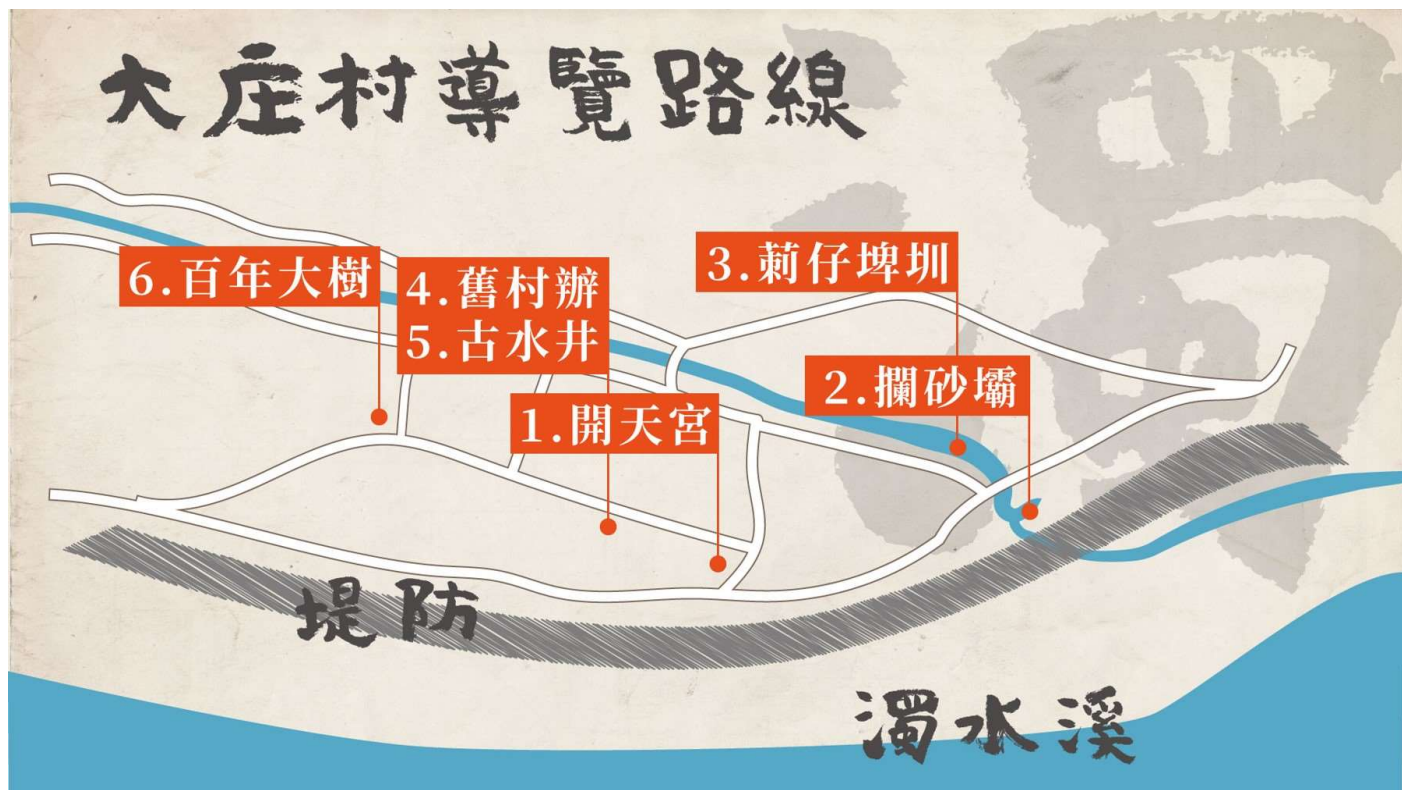 大庄村導覽路線
6.百年大樹
4.舊村辦
5.古水井
3.莿仔埤圳
2.攔砂壩
1.開天宮
堤防
濁水溪